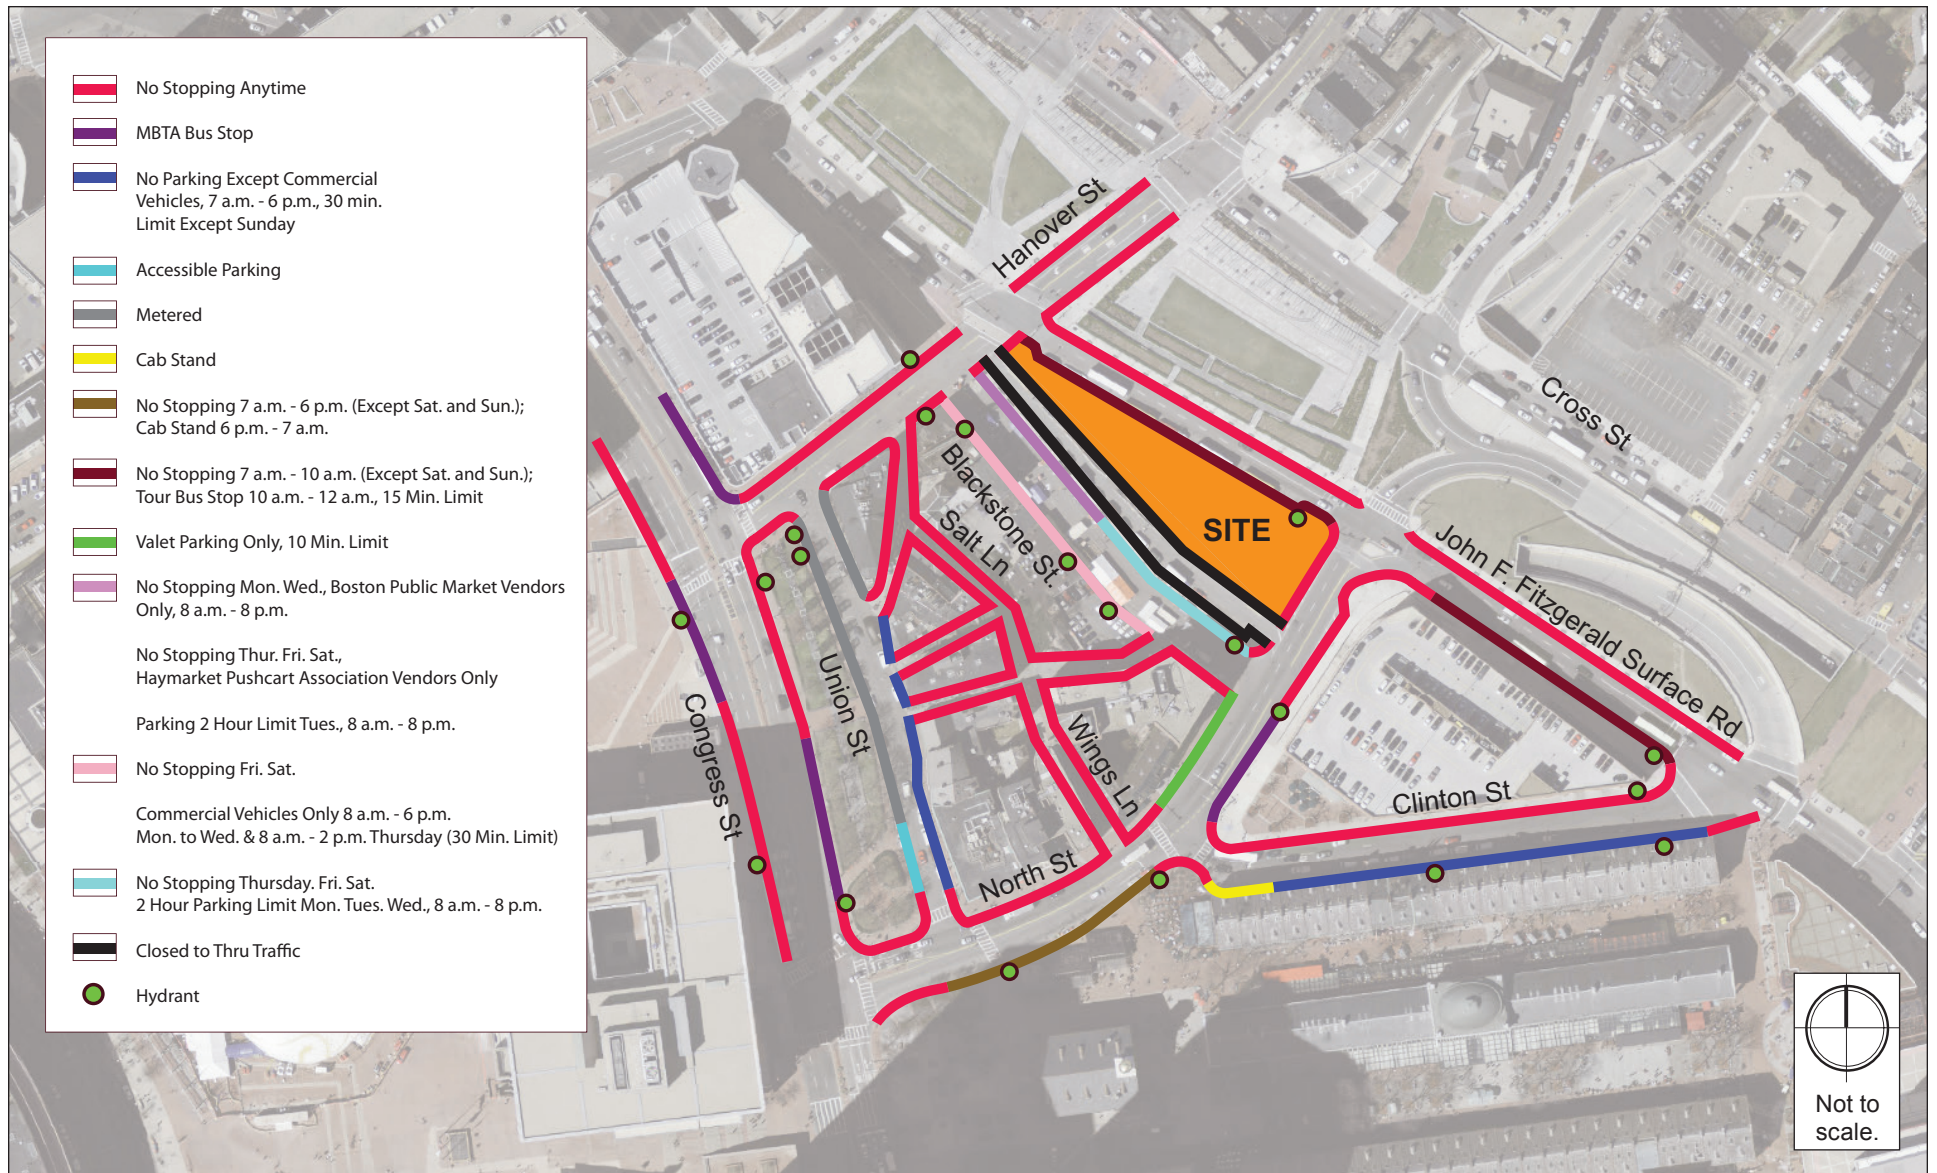 No Stopping Anytime
MBTA Bus Stop
No Parking Except Commercial
Vehicles, 7 a.m. - 6 p.m., 30 min.
Limit Except Sunday
Accessible Parking
Metered
Cab Stand
No Stopping 7 a.m. - 6 p.m. (Except Sat. and Sun.);
Cab Stand 6 p.m. - 7 a.m.
No Stopping 7 a.m. - 10 a.m. (Except Sat. and Sun.);
Tour Bus Stop 10 a.m. - 12 a.m., 15 Min. Limit
Valet Parking Only, 10 Min. Limit
No Stopping Mon. Wed., Boston Public Market Vendors
Only, 8 a.m. - 8 p.m.
No Stopping Thur. Fri. Sat.,
Haymarket Pushcart Association Vendors Only
Parking 2 Hour Limit Tues., 8 a.m. - 8 p.m.
No Stopping Fri. Sat.
Commercial Vehicles Only 8 a.m. - 6 p.m.
Mon. to Wed. & 8 a.m. - 2 p.m. Thursday (30 Min. Limit)
No Stopping Thursday. Fri. Sat.
2 Hour Parking Limit Mon. Tues. Wed., 8 a.m. - 8 p.m.
Closed to Thru Traffic
Hydrant
Hanover St
Cross St
Blackstone St.
Salt Ln
SITE
John F. Fitzgerald Surface Rd
Union St
Congress St
Wings Ln
Clinton St
North St
Not to
scale.